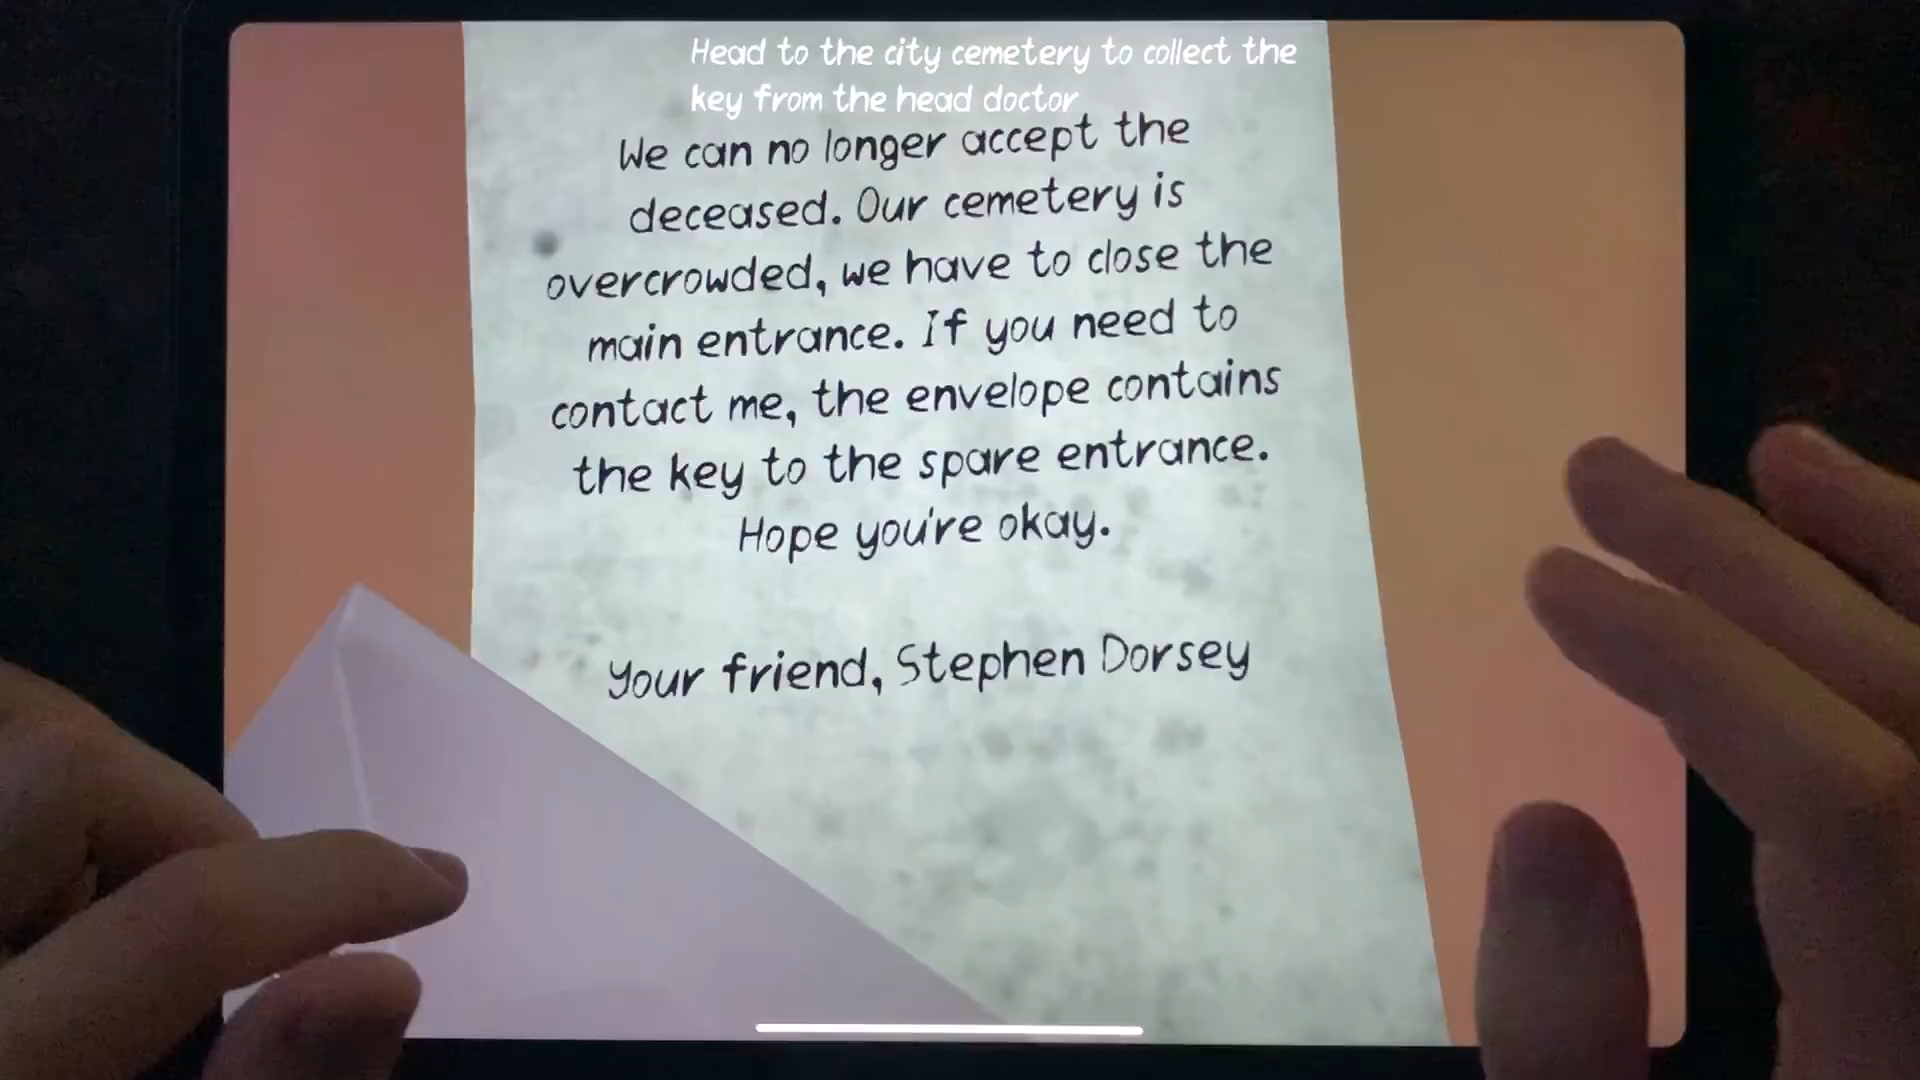 Head to the city cemetery to collect the
key from the head doctor
We can no longer accept the
deceased. Our cemetery is
overcrowded, we have to close the
main entrance. If you need to
contact me, the envelope contains
the key to the spare entrance.
Hope you're okay.
Your friend, Stephen Dorsey